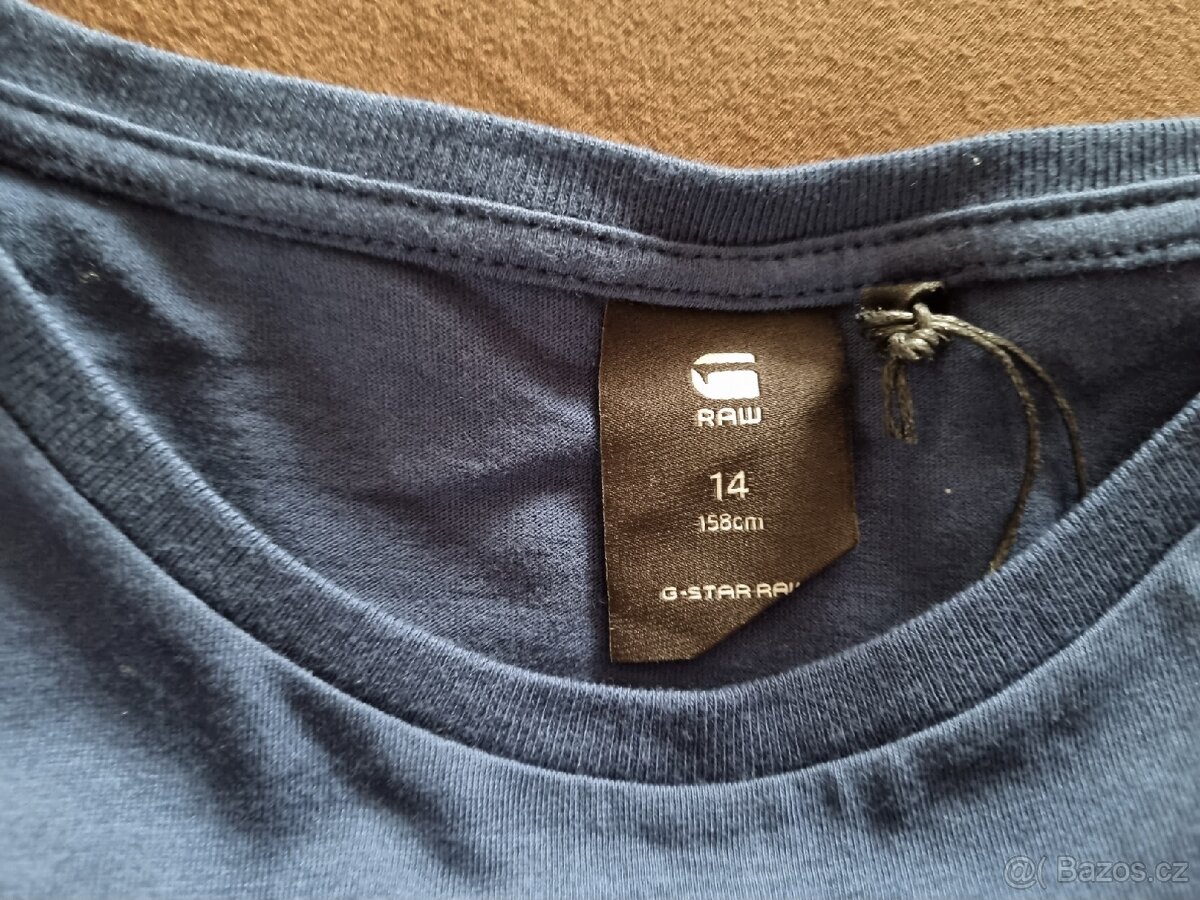 RAW
14
158cm
G-STAR RAW
@( Bazos.cz